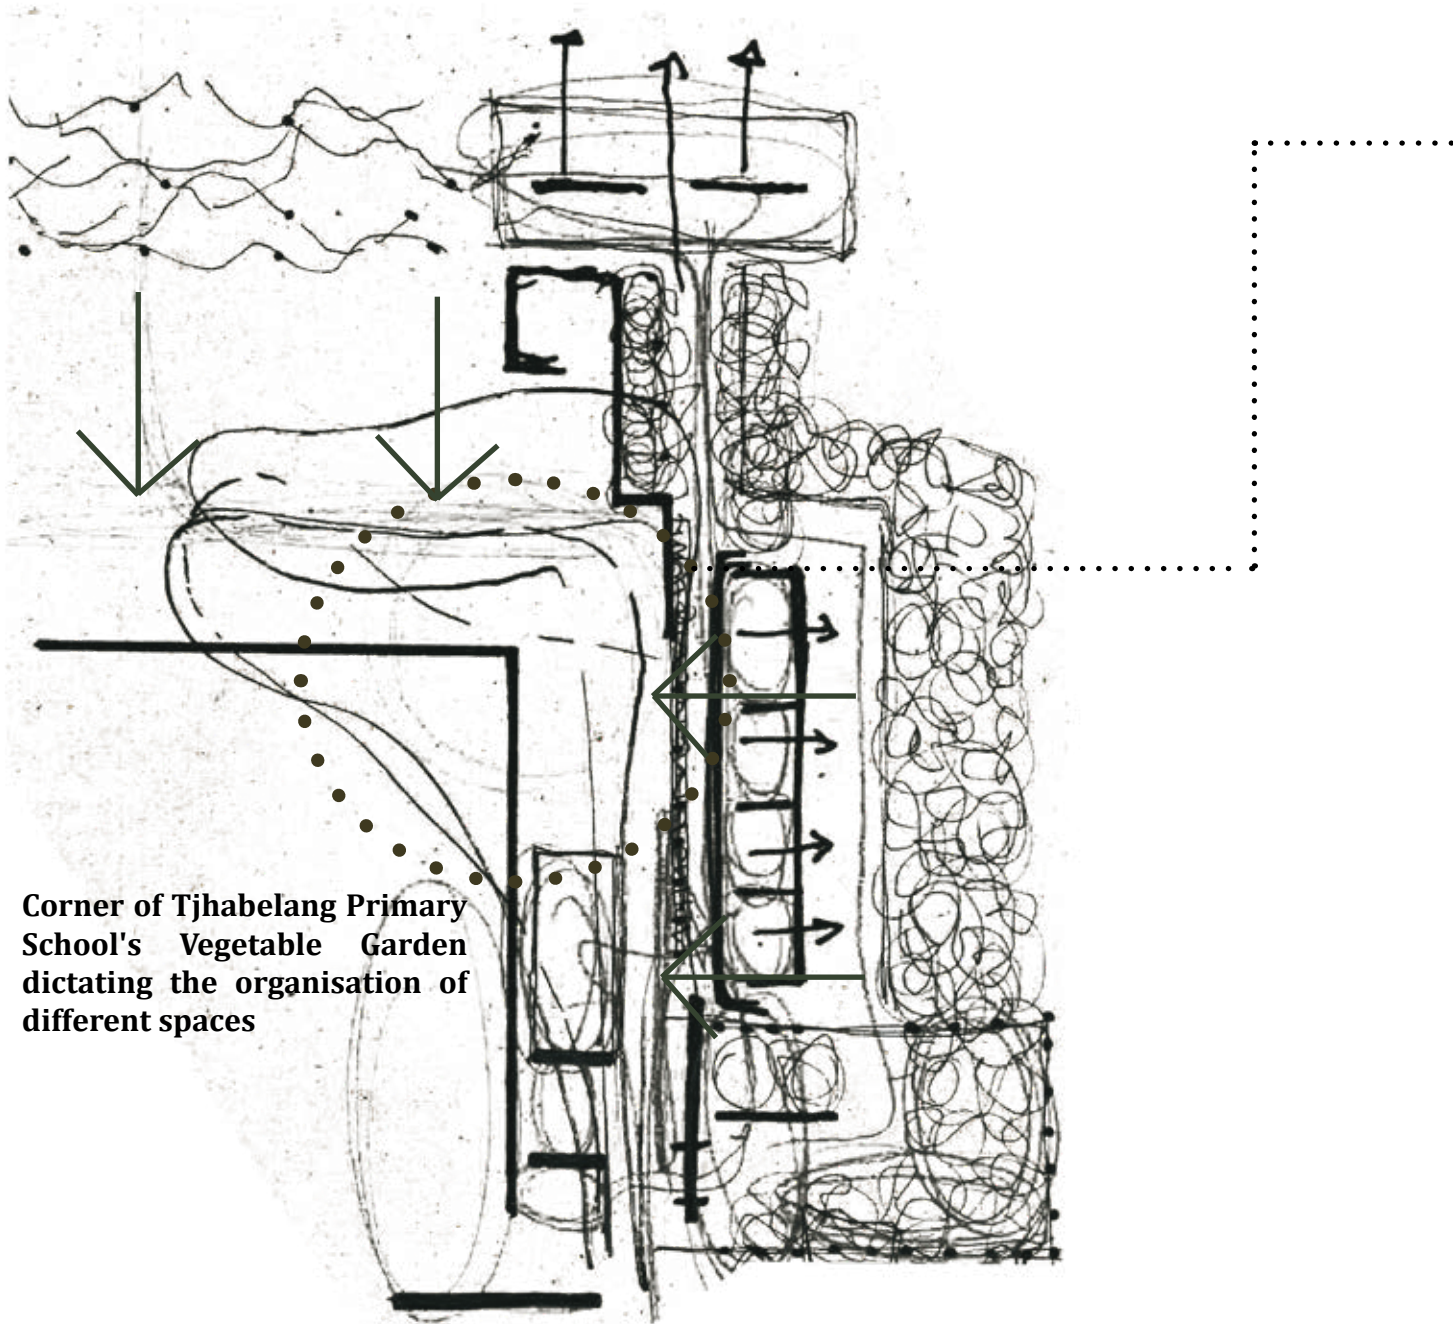 Corner of Tjhabelang Primary
School's Vegetable Garden
dictating the organisation of
different spaces